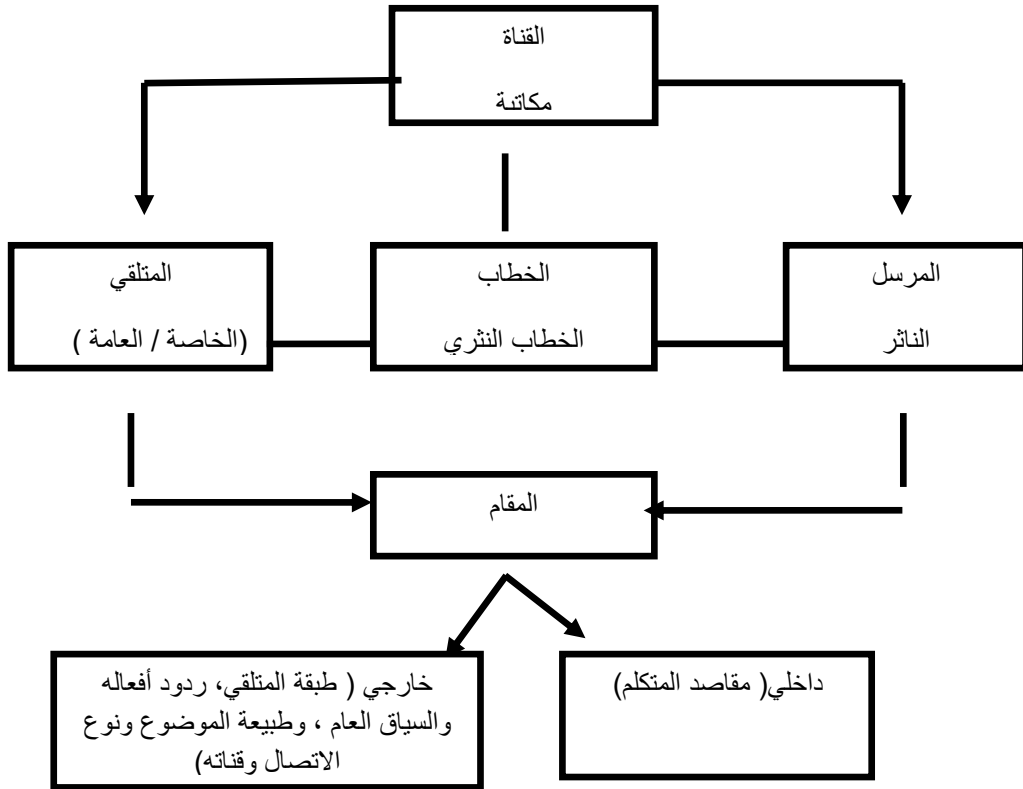 القناة
مكاتبة
المرسل
الناثر
الخطاب
الخطاب النثري
المتلقي
(الخاصة / العامة )
المقام
داخلي( مقاصد المتكلم)
خارجي ( طبقة المتلقي، ردود أفعاله
والسياق العام ، وطبيعة الموضوع ونوع
الاتصال وقناته)